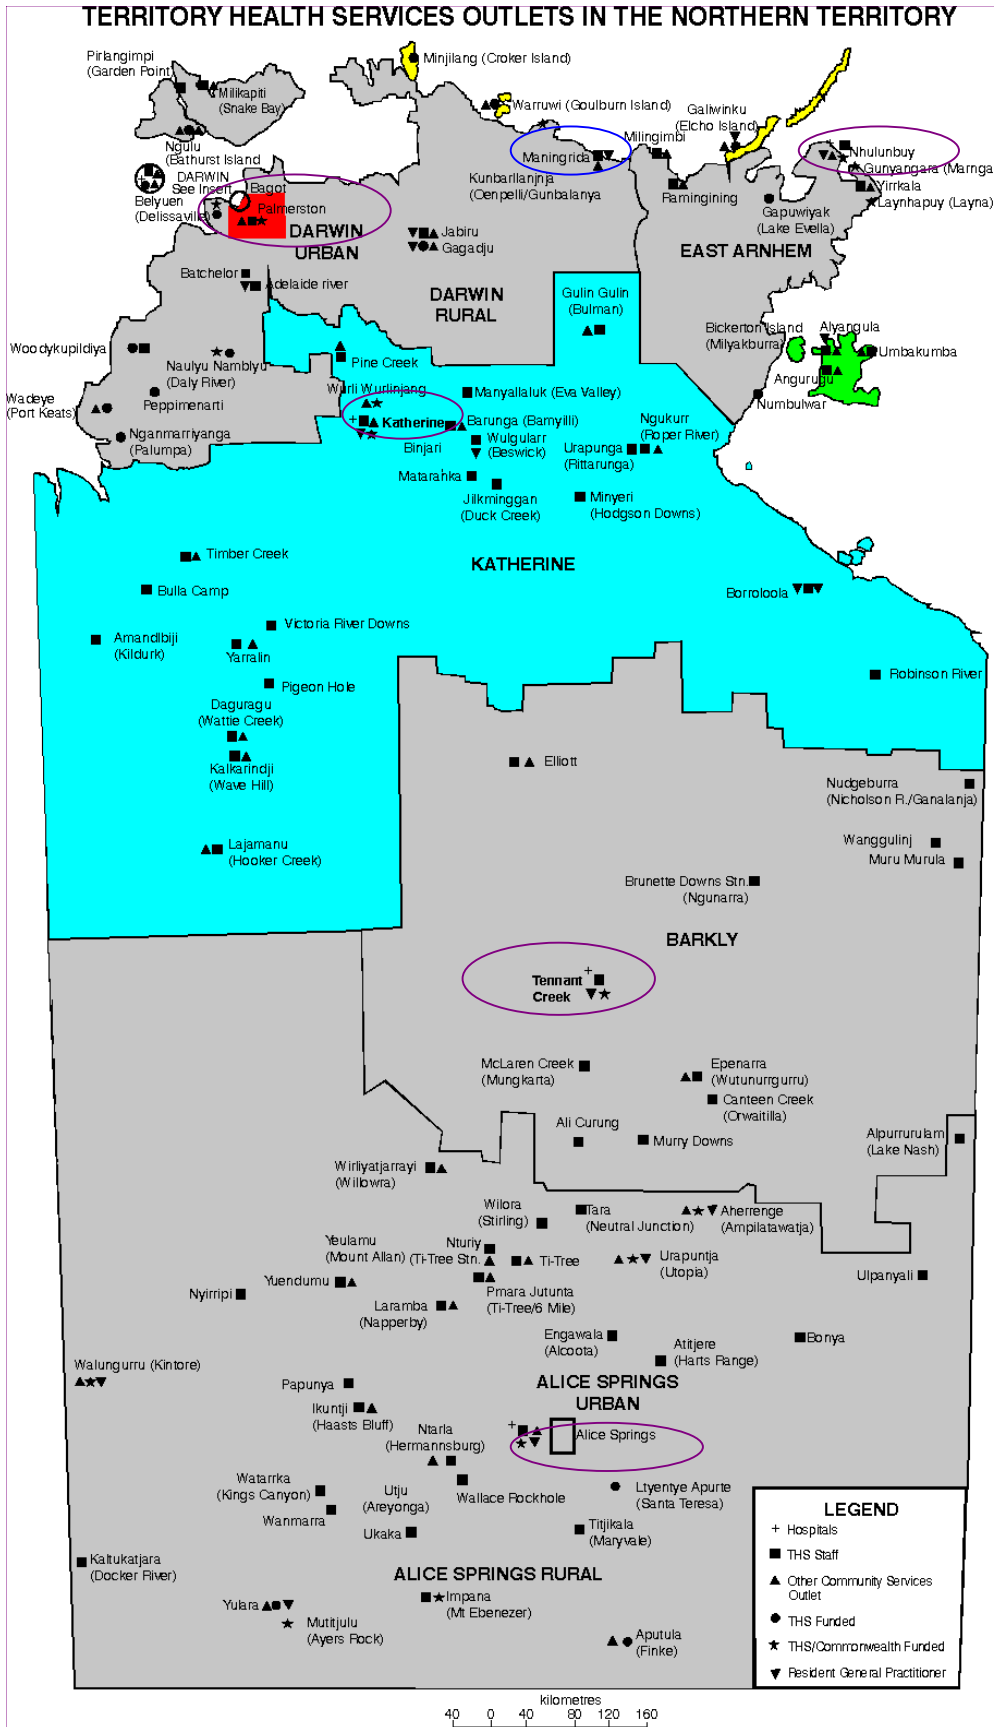 TERRITORY HEALTH SERVICES OUTLETS IN THE NORTHERN TERRITORY
Pirlangimpi
(Garden Point)
Milikapiti
(Snake Bay)
Minjilang (Croker Island)
Warruwi (Goulburn Island)
Galiwinku
(Elcho Island)
Milingimbi
Ngulu
(Bathurst Island
Maningrida
Nhulunbuy
Gunyangara (Marnga
Kunbarllanjnja
(Oenpelli/Gunbalanya
DARWIN
See Insert
Bagot
Belyuen
(Delissaville)
Palmerston
Ramingining
Yirrkala
Laynhapuy (Layna)
Gapuwiyak
(Lake Evella)
DARWIN
URBAN
Jabiru
Gagadju
EAST ARNHEM
Batchelor
Adelaide river
DARWIN
RURAL
Gulin Gulin
(Bulman)
Bickerton Island
(Milyakburra)
Alyangula
Umbakumba
Angurugu
Numbulwar
Woodykupildiya
Naulyu Namblyu
(Daly River)
Pine Creek
Wurli Wurlinjang
Wadeye
(Port Keats)
Peppimenarti
Manyallaluk (Eva Valley)
Katherine
Barunga (Bamyilli)
Ngukurr
(Roper River)
Nganmarriyanga
(Palumpa)
Binjari
Wulgularr
(Beswick)
Urapunga
(Rittarunga)
Mataranka
Jilkminggan
(Duck Creek)
Minyeri
(Hodgson Downs)
Timber Creek
KATHERINE
Bulla Camp
Borroloola
Victoria River Downs
Amandlbiji
(Kildurk)
Yarralin
Pigeon Hole
Robinson River
Daguragu
(Wattie Creek)
Kalkarindji
(Wave Hill)
Elliott
Nudgeburra
(Nicholson R./Ganalanja)
Lajamanu
(Hooker Creek)
Wanggulinj
Muru Murula
Brunette Downs Stn.
(Ngunarra)
BARKLY
Tennant
Creek
McLaren Creek
(Mungkarta)
Epenarra
(Wutunurrgurru)
Canteen Creek
(Orwaitilla)
Ali Curung
Murry Downs
Alpurrurulam
(Lake Nash)
Wirliyatjarrayi
(Willowra)
Wilora
(Stirling)
Tara
(Neutral Junction)
Aherrenge
(Ampilatawatja)
Yeulamu
(Mount Allan)
Nturiy
(Ti-Tree Stn.
Ti-Tree
Urapuntja
(Utopia)
Yuendumu
Ulpanyali
Nyirripi
Pmara Jutunta
(Ti-Tree/6 Mile)
Laramba
(Napperby)
Engawala
(Alcoota)
Atitjere
(Harts Range)
Bonya
Walungurru (Kintore)
Papunya
ALICE SPRINGS
URBAN
Ikuntji
(Haasts Bluff)
Ntarla
(Hermannsburg)
Alice Springs
Watarrka
(Kings Canyon)
Utju
(Areyonga)
Wallace Rockhole
Ltyentye Apurte
(Santa Teresa)
Wanmarra
Ukaka
Titjikala
(Maryvale)
Kaltukatjara
(Docker River)
ALICE SPRINGS RURAL
Yulara
Impana
(Mt Ebenezer)
Mutitjulu
(Ayers Rock)
Aputula
(Finke)
LEGEND
Hospitals
THS Staff
Other Community Services
Outlet
THS Funded
THS/Commonwealth Funded
Resident General Practitioner
kilometres
40 0 40 80 120 160